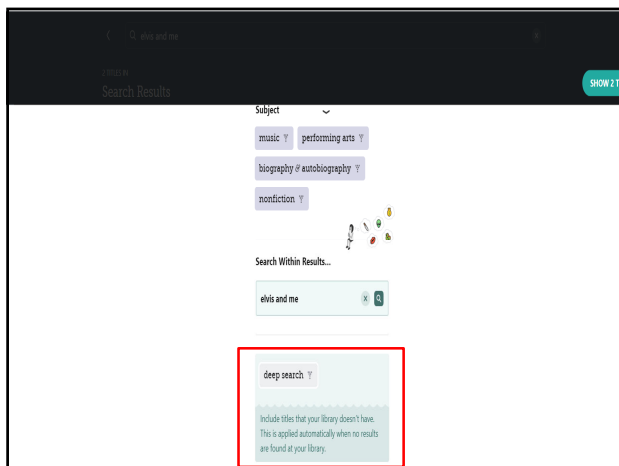 elvis and me
2 TITLES IN
Search Results
SHOW 2 T
Subject
music
performing arts
biography & autobiography
nonfiction
Search Within Results...
elvis and me
deep search
Include titles that your library doesn't have.
This is applied automatically when no results
are found at your library.